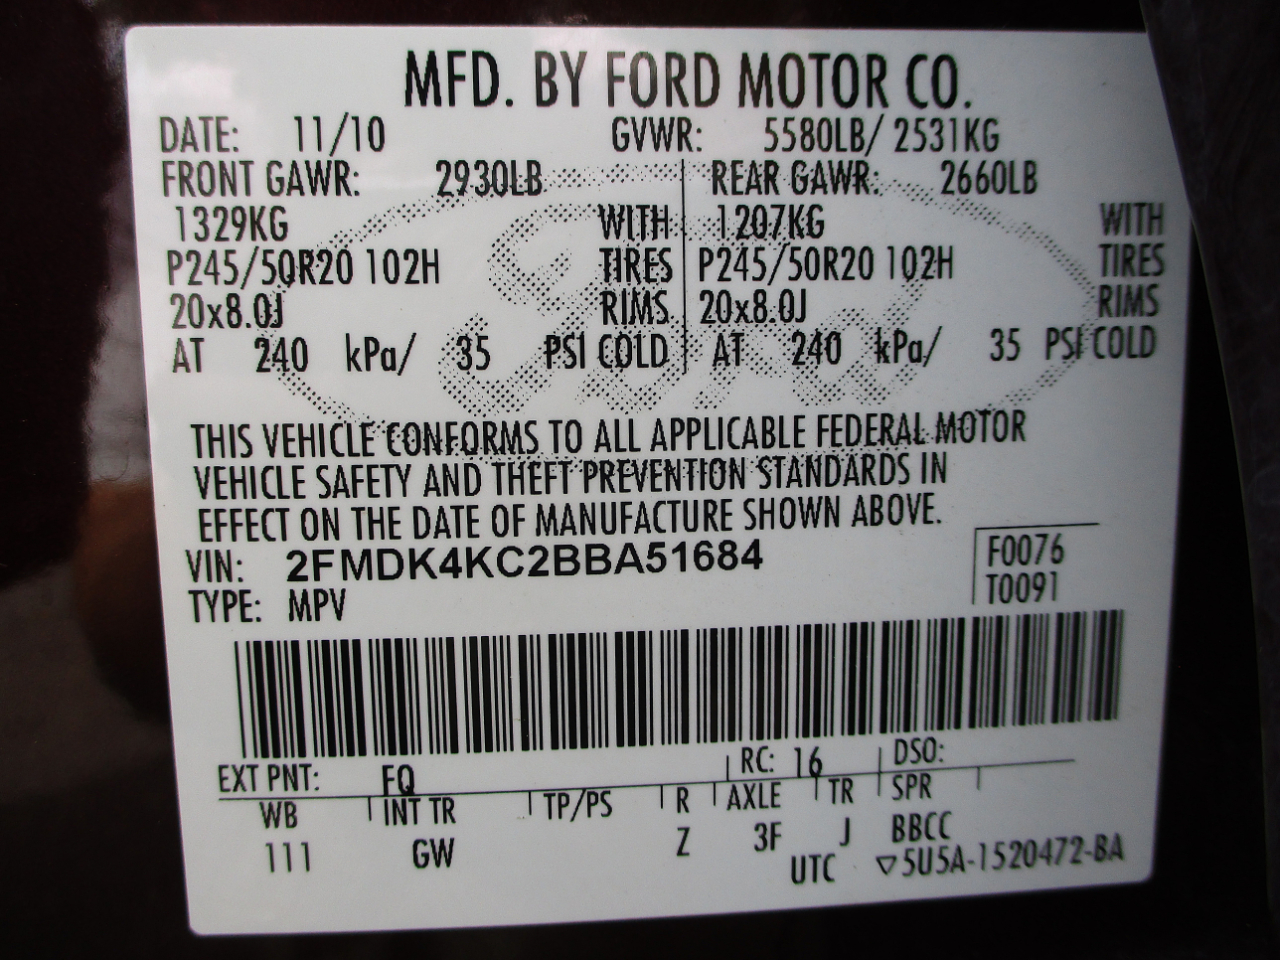 MFD. BY FORD MOTOR CO.
DATE: 11/10 GVWR: 5580LB/ 2531KG
FRONT GAWR: 2930LB REAR GAWR: 2660LB
1329KG WITH 1207KG WITH
P245/50R20 102H TIRES P245/50R20 102H TIRES
20x8.0J RIMS 20x8.0J RIMS
AT 240 kPa/ 35 PSI COLD AT 240 kPa/ 35 PSI COLD
THIS VEHICLE CONFORMS TO ALL APPLICABLE FEDERAL MOTOR
VEHICLE SAFETY AND THEFT PREVENTION STANDARDS IN
EFFECT ON THE DATE OF MANUFACTURE SHOWN ABOVE.
VIN: 2FMDK4KC2BBA51684 F0076
TYPE: MPV T0091
EXT PNT: FQ RC: 16 DSO:
WB INT TR TP/PS R AXLE TR SPR
111 GW Z 3F J BBCC
UTC ▽5U5A-1520472-BA